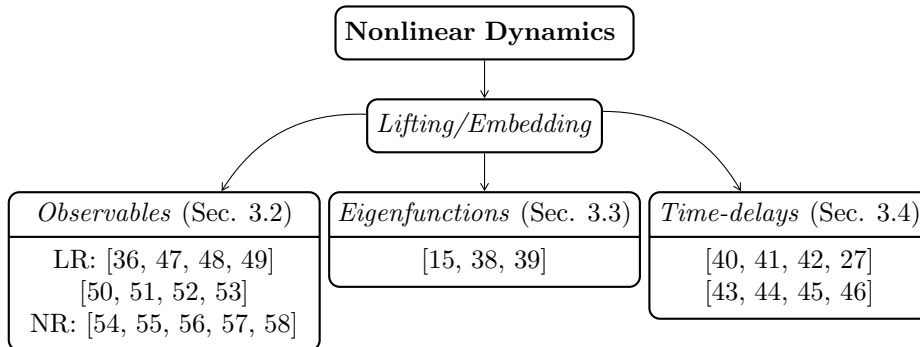 Nonlinear Dynamics
Lifting/Embedding
Observables (Sec. 3.2)
LR: [36, 47, 48, 49]
[50, 51, 52, 53]
NR: [54, 55, 56, 57, 58]
Eigenfunctions (Sec. 3.3)
[15, 38, 39]
Time-delays (Sec. 3.4)
[40, 41, 42, 27]
[43, 44, 45, 46]